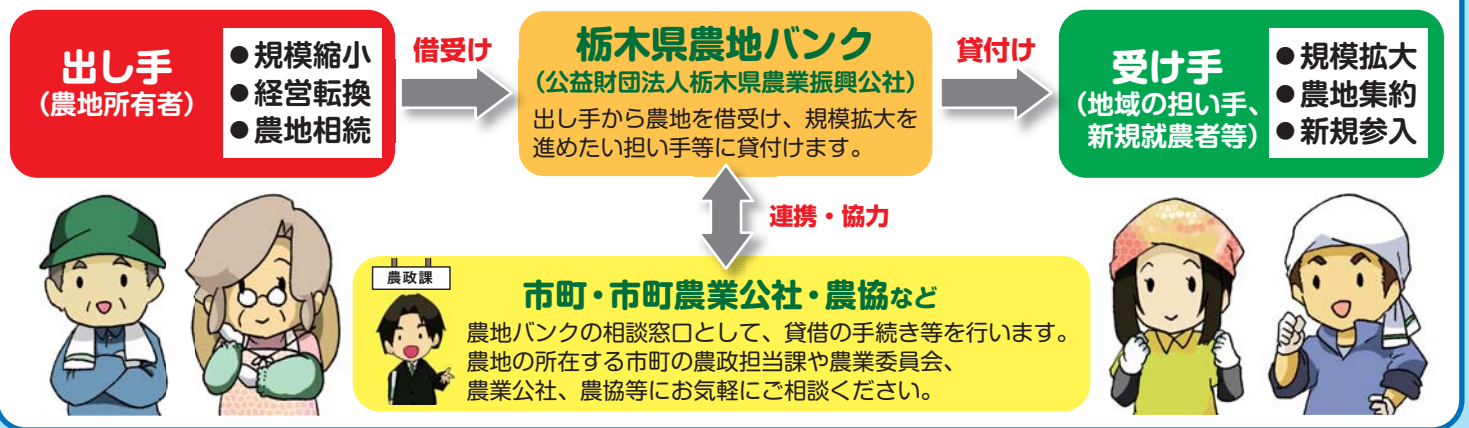 出し手
(農地所有者)
●規模縮小
●経営転換
●農地相続
借受け
栃木県農地バンク
(公益財団法人栃木県農業振興公社)
出し手から農地を借受け、規模拡大を
進めたい担い手等に貸付けます。
貸付け
受け手
(地域の担い手、
新規就農者等)
●規模拡大
●農地集約
●新規参入
連携・協力
農政課
市町・市町農業公社・農協など
農地バンクの相談窓口として、貸借の手続き等を行います。
農地の所在する市町の農政担当課や農業委員会、
農業公社、農協等にお気軽にご相談ください。